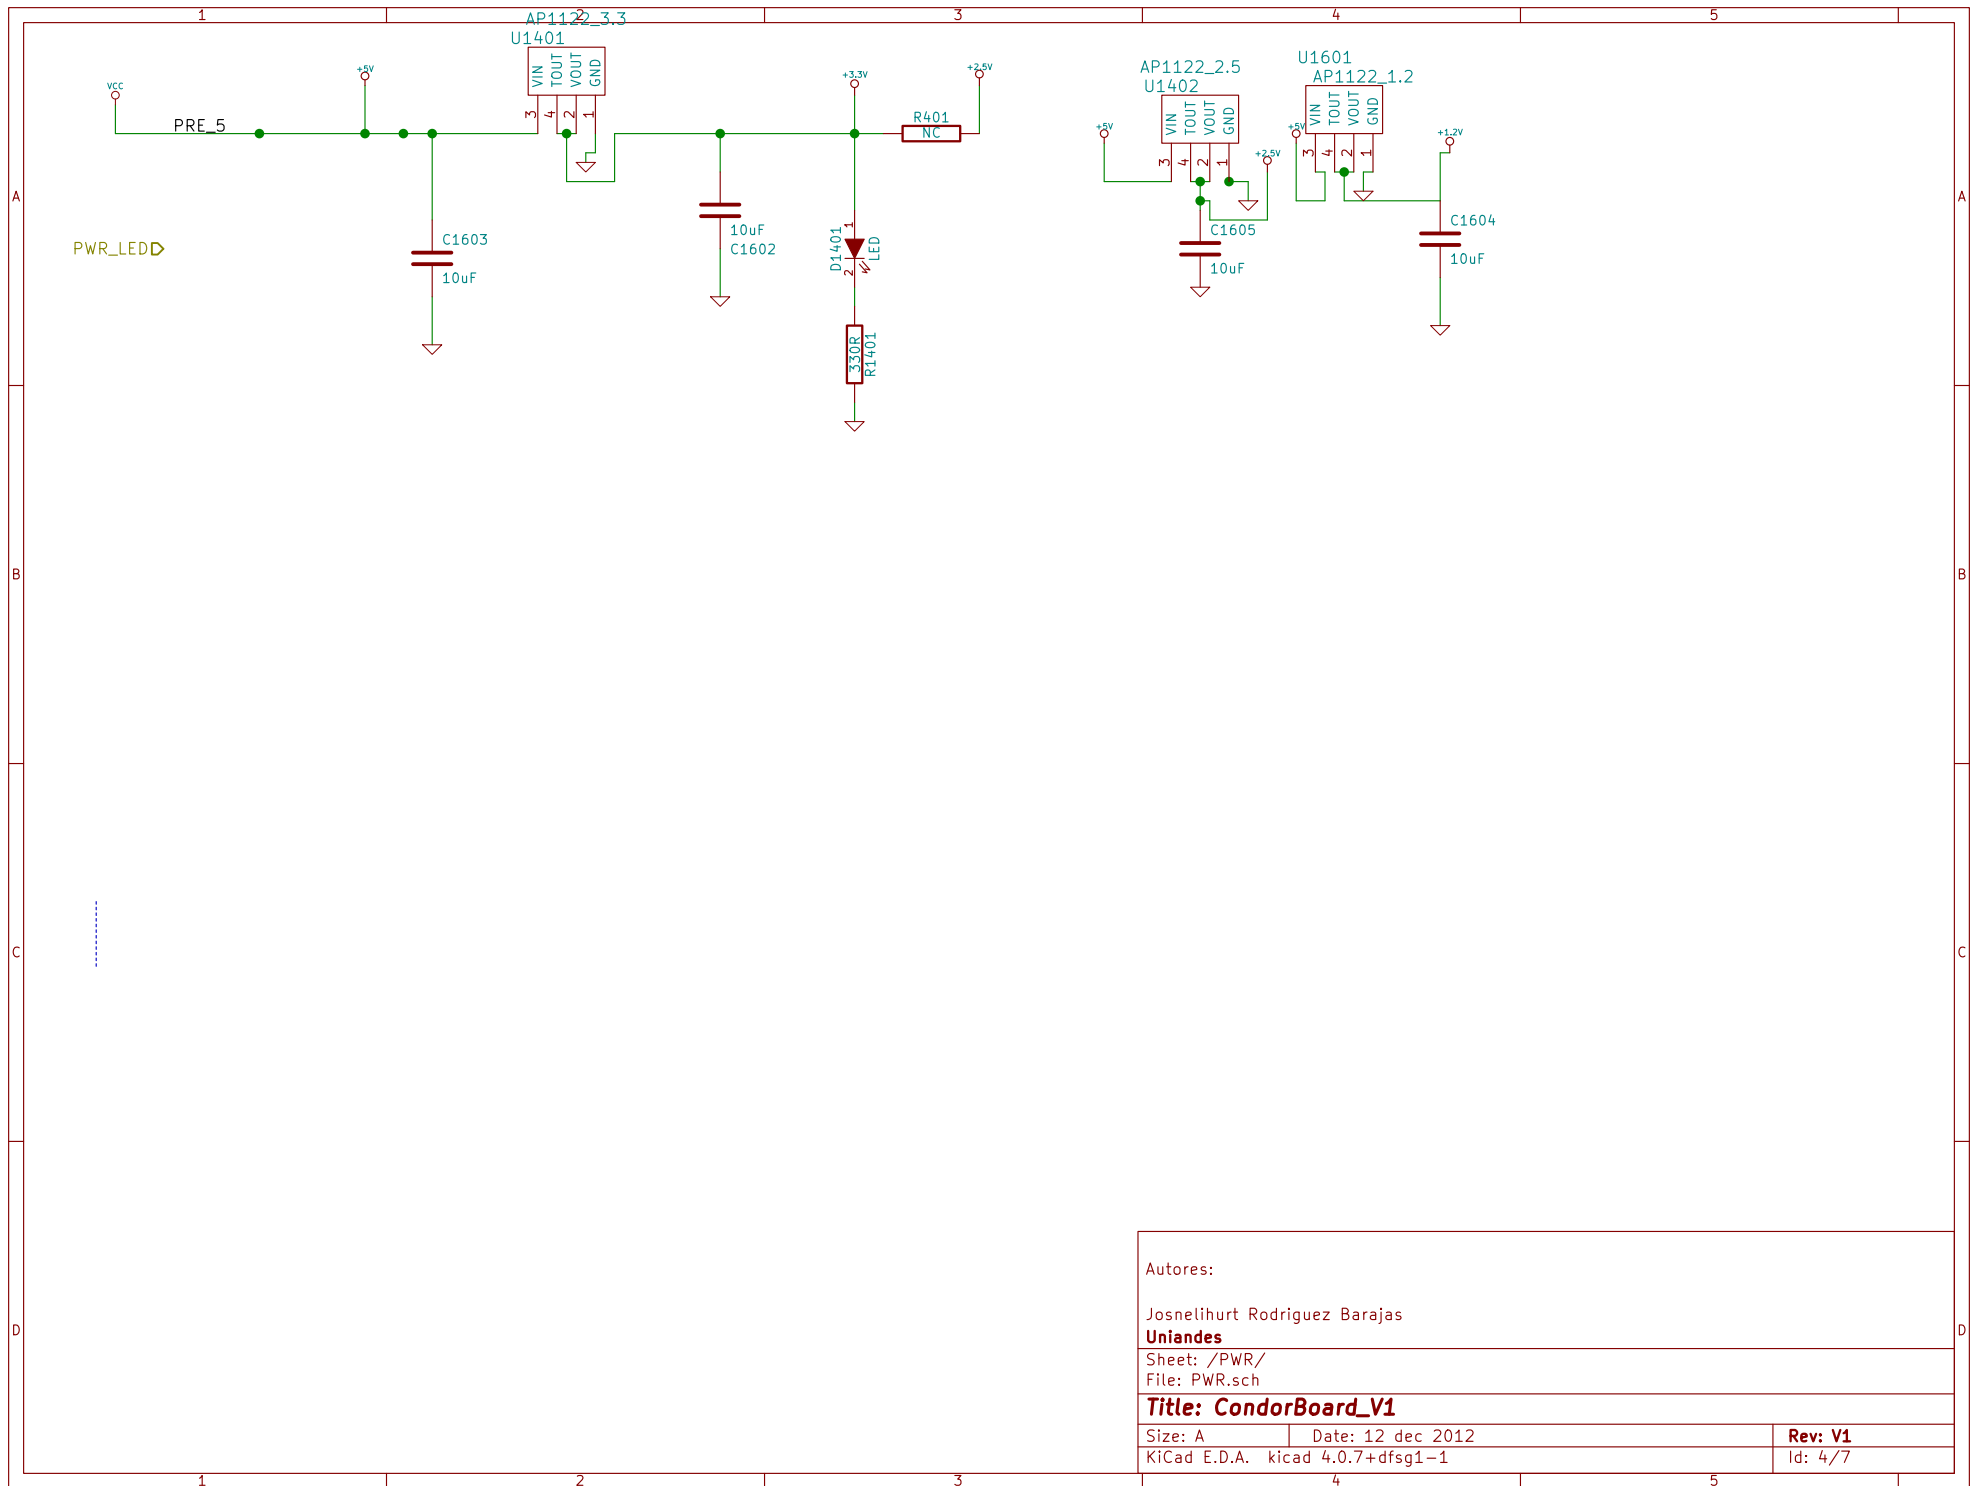 1 2 3 4 5
AP1122_3.3
U1401
VIN
TOUT
VOUT
GND
3
4
2
1
VCC
PRE_5
+5V
+3.3V
+2.5V
R401
NC
AP1122_2.5
U1402
VIN
TOUT
VOUT
GND
3
4
2
1
+5V
+2.5V
U1601
AP1122_1.2
VIN
TOUT
VOUT
GND
3
4
2
1
+5V
+1.2V
A
A
PWR_LED
C1603
10uF
10uF
C1602
D1401
LED
1
2
330R
R1401
C1605
10uF
C1604
10uF
B
B
C
C
D
D
Autores:
Josnelihurt Rodriguez Barajas
Uniandes
Sheet: /PWR/
File: PWR.sch
Title: CondorBoard_V1
Size: A
Date: 12 dec 2012
Rev: V1
KiCad E.D.A. kicad 4.0.7+dfsg1-1
Id: 4/7
1 2 3 4 5